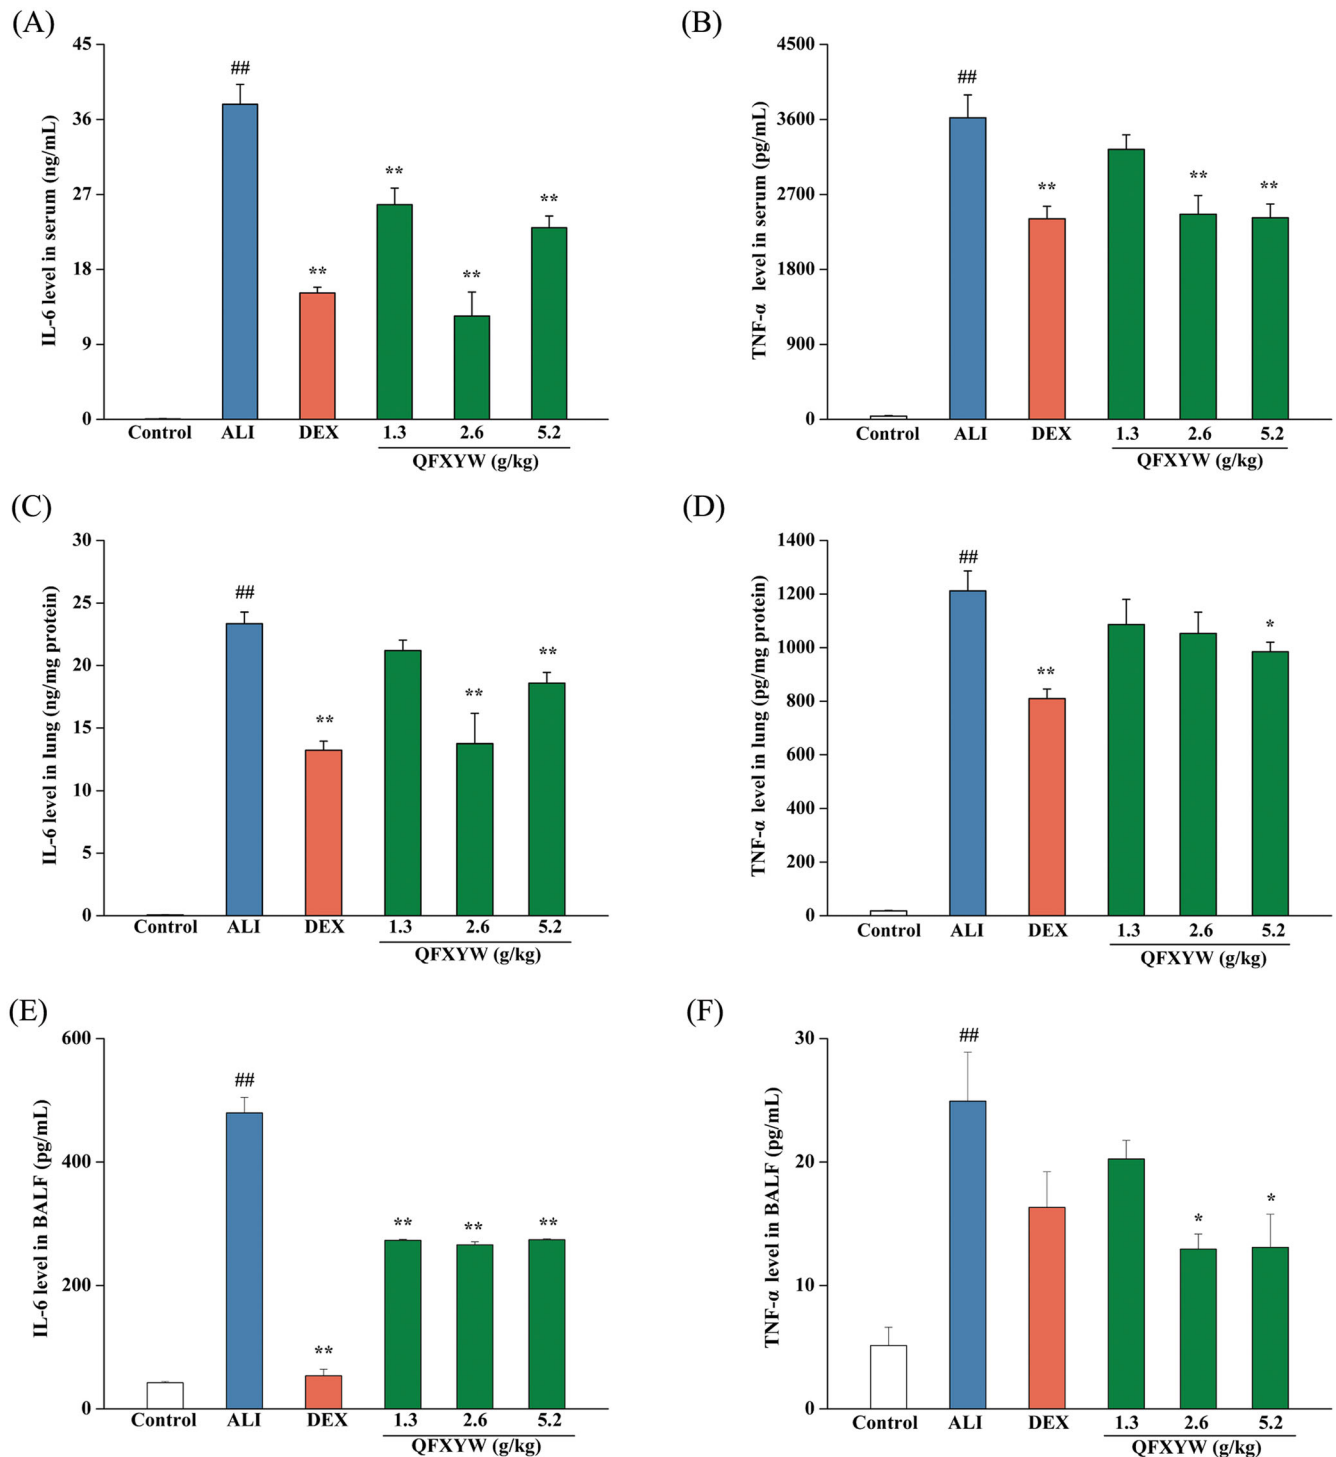 (A)
IL-6 level in serum (ng/mL)
45
36
27
18
9
0
##
**
**
**
**
Control ALI DEX 1.3 2.6 5.2
QFXYW (g/kg)
(B)
TNF-α level in serum (pg/mL)
4500
3600
2700
1800
900
0
##
**
**
**
Control ALI DEX 1.3 2.6 5.2
QFXYW (g/kg)
(C)
IL-6 level in lung (ng/mg protein)
30
25
20
15
10
5
0
##
**
**
**
Control ALI DEX 1.3 2.6 5.2
QFXYW (g/kg)
(D)
TNF-α level in lung (pg/mg protein)
1400
1200
1000
800
600
400
200
0
##
**
*
Control ALI DEX 1.3 2.6 5.2
QFXYW (g/kg)
(E)
IL-6 level in BALF (pg/mL)
600
400
200
0
##
**
**
**
**
Control ALI DEX 1.3 2.6 5.2
QFXYW (g/kg)
(F)
TNF-α level in BALF (pg/mL)
30
20
10
0
##
*
*
Control ALI DEX 1.3 2.6 5.2
QFXYW (g/kg)